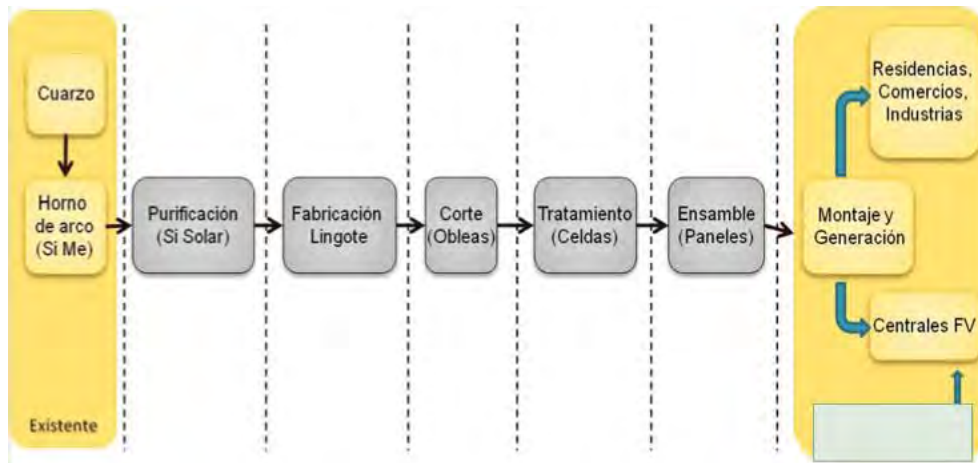 Cuarzo
Horno
de arco
(Si Me)
Existente
Purificación
(Si Solar)
Fabricación
Lingote
Corte
(Obleas)
Tratamiento
(Celdas)
Ensamble
(Paneles)
Montaje y
Generación
Residencias,
Comercios,
Industrias
Centrales FV